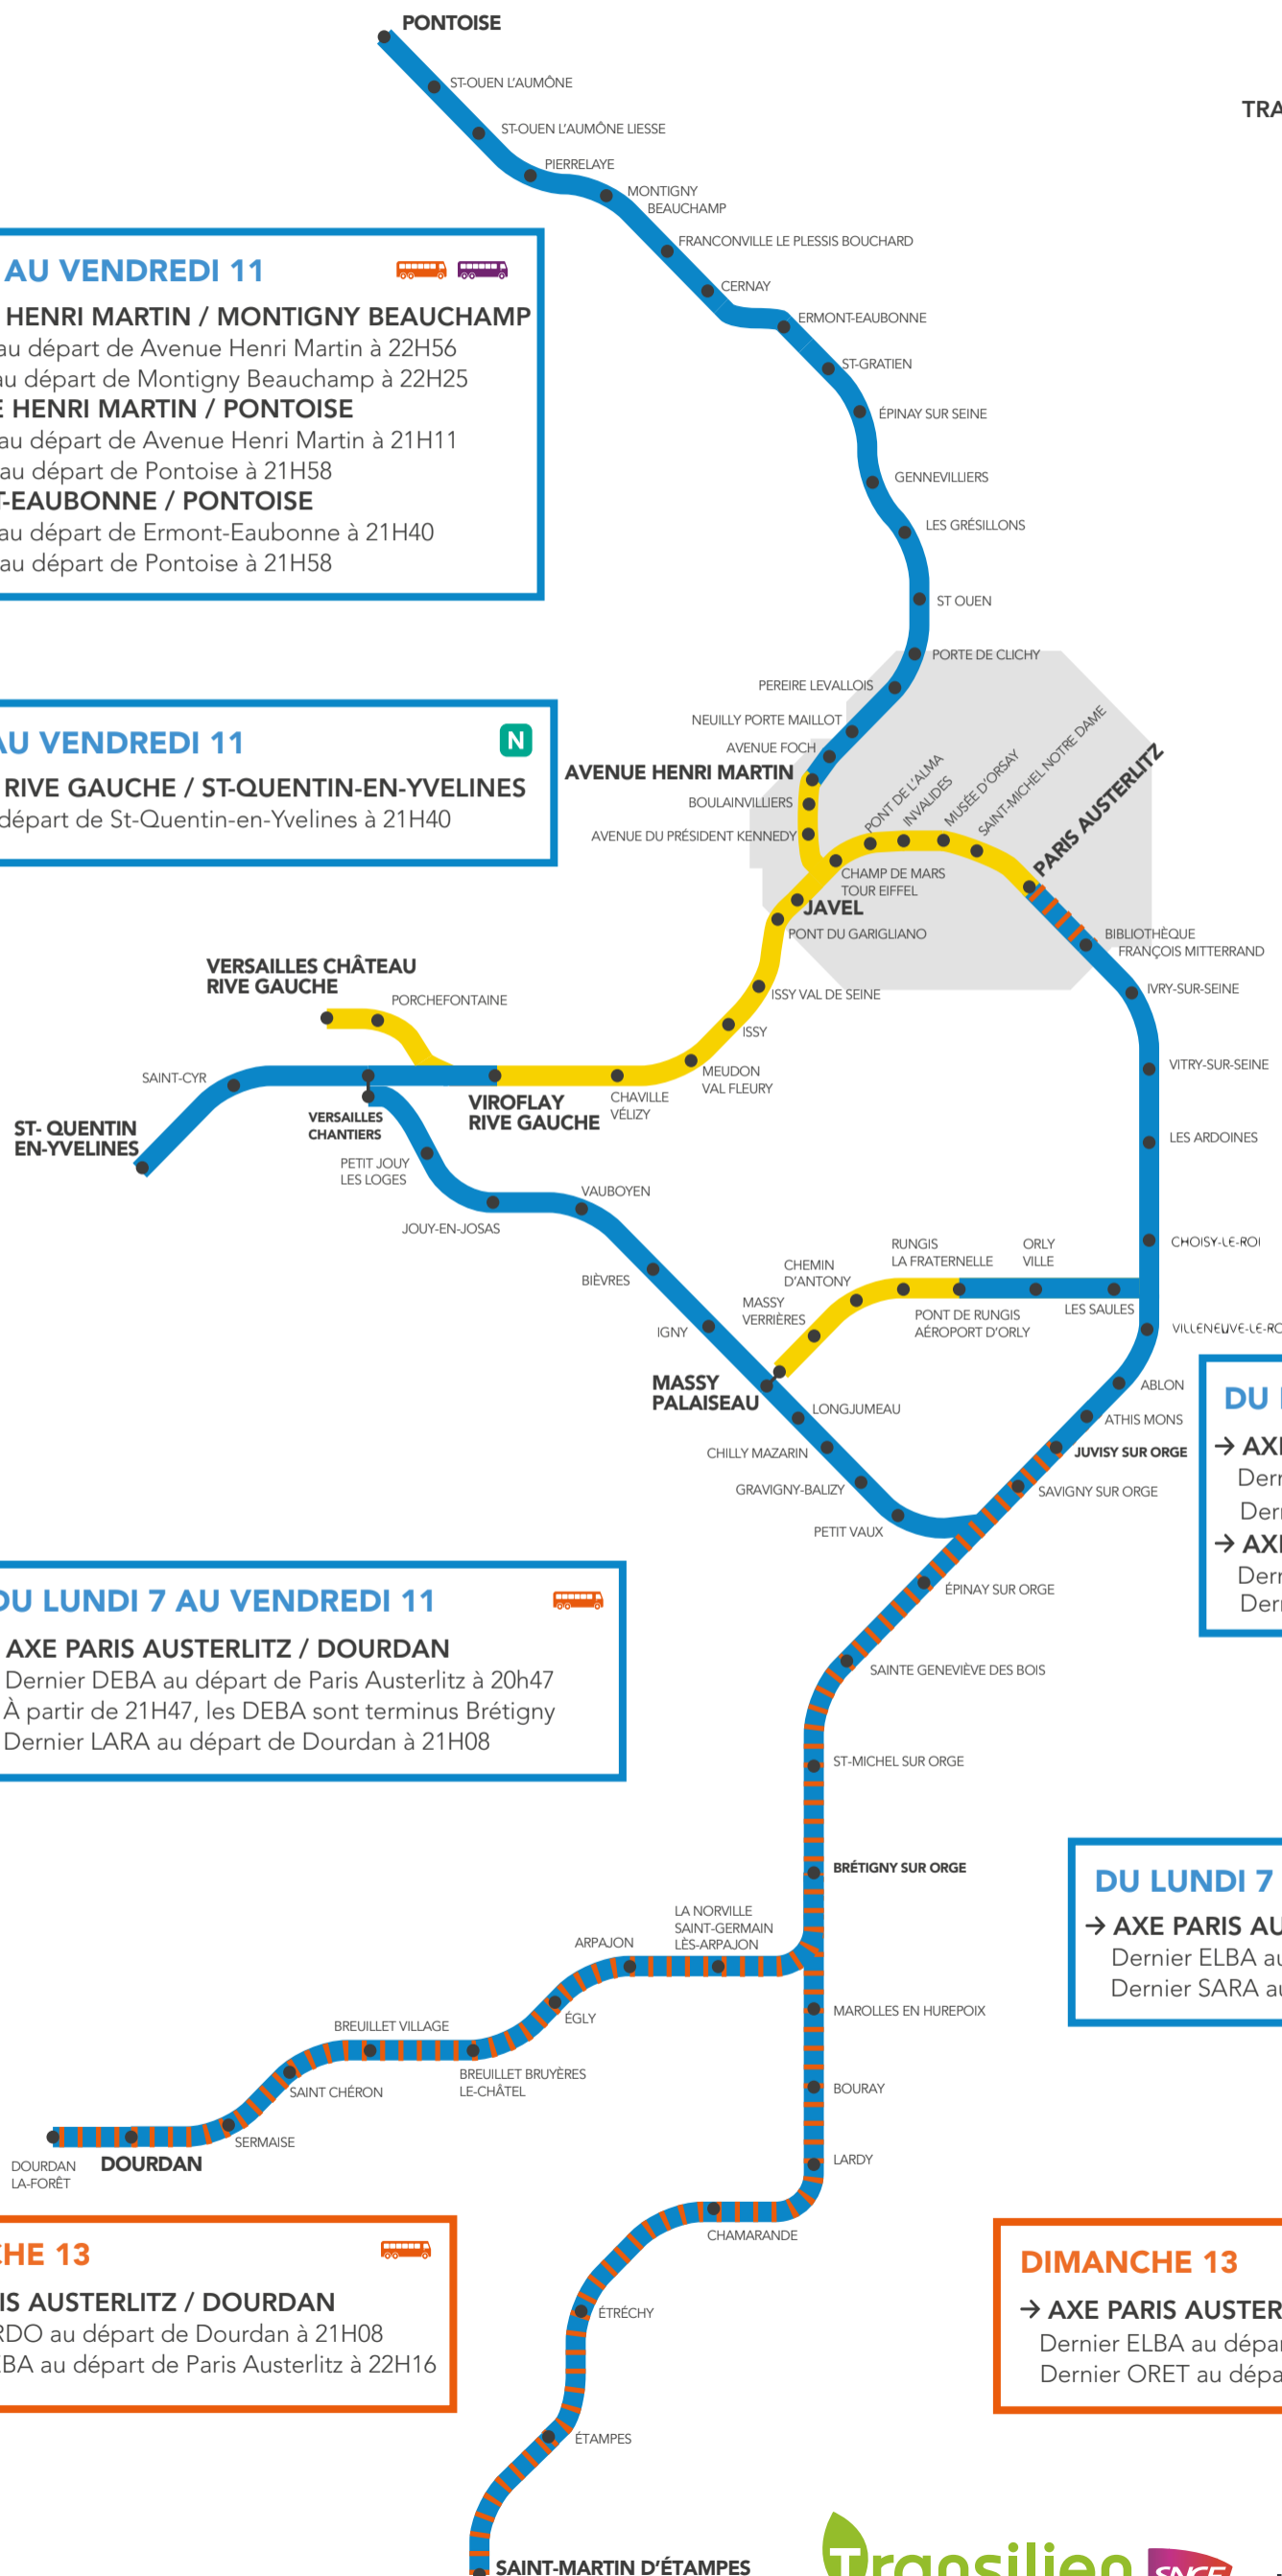 PONTOISE
ST-OUEN L'AUMÔNE
TRA
ST-OUEN L'AUMÔNE LIESSE
PIERRELAYE
MONTIGNY
BEAUCHAMP
FRANCONVILLE LE PLESSIS BOUCHARD
CERNAY
ERMONT-EAUBONNE
ST-GRATIEN
ÉPINAY SUR SEINE
GENNEVILLIERS
LES GRÉSILLONS
ST OUEN
PORTE DE CLICHY
PEREIRE LEVALLOIS
NEUILLY PORTE MAILLOT
AVENUE FOCH
AVENUE HENRI MARTIN
BOULAINVILLIERS
AVENUE DU PRÉSIDENT KENNEDY
AU VENDREDI 11
HENRI MARTIN / MONTIGNY BEAUCHAMP
au départ de Avenue Henri Martin à 22H56
au départ de Montigny Beauchamp à 22H25
E HENRI MARTIN / PONTOISE
au départ de Avenue Henri Martin à 21H11
au départ de Pontoise à 21H58
T-EAUBONNE / PONTOISE
au départ de Ermont-Eaubonne à 21H40
au départ de Pontoise à 21H58
AU VENDREDI 11
N
RIVE GAUCHE / ST-QUENTIN-EN-YVELINES
départ de St-Quentin-en-Yvelines à 21H40
PONT DE L'ALMA
INVALIDES
MUSÉE D'ORSAY
SAINT-MICHEL NOTRE DAME
PARIS AUSTERLITZ
CHAMP DE MARS
TOUR EIFFEL
JAVEL
PONT DU GARIGLIANO
BIBLIOTHÈQUE
FRANÇOIS MITTERRAND
ISSY VAL DE SEINE
IVRY-SUR-SEINE
ISSY
VERSAILLES CHÂTEAU
RIVE GAUCHE
PORCHEFONTAINE
MEUDON
VAL FLEURY
VITRY-SUR-SEINE
SAINT-CYR
CHAVILLE
VÉLIZY
VIROFLAY
RIVE GAUCHE
VERSAILLES
CHANTIERS
ST- QUENTIN
EN-YVELINES
LES ARDOINES
PETIT JOUY
LES LOGES
VAUBOYEN
JOUY-EN-JOSAS
CHOISY-LE-ROI
RUNGIS
LA FRATERNELLE
ORLY
VILLE
CHEMIN
D'ANTONY
BIÈVRES
MASSY
VERRIÈRES
LES SAULES
PONT DE RUNGIS
AÉROPORT D'ORLY
VILLENEUVE-LE-RO
IGNY
MASSY
PALAISEAU
ABLON
LONGJUMEAU
ATHIS MONS
CHILLY MAZARIN
JUVISY SUR ORGE
GRAVIGNY-BALIZY
SAVIGNY SUR ORGE
PETIT VAUX
DU
→ AXE
Dern
Der
→ AXE
Dern
Der
ÉPINAY SUR ORGE
SAINTE GENEVIÈVE DES BOIS
DU LUNDI 7 AU VENDREDI 11
AXE PARIS AUSTERLITZ / DOURDAN
Dernier DEBA au départ de Paris Austerlitz à 20h47
À partir de 21H47, les DEBA sont terminus Brétigny
Dernier LARA au départ de Dourdan à 21H08
ST-MICHEL SUR ORGE
BRÉTIGNY SUR ORGE
DU LUNDI 7
→ AXE PARIS AU
Dernier ELBA au
Dernier SARA au
LA NORVILLE
SAINT-GERMAIN
LÈS-ARPAJON
ARPAJON
ÉGLY
MAROLLES EN HUREPOIX
BREUILLET VILLAGE
BREUILLET BRUYÈRES
LE-CHÂTEL
BOURAY
SAINT CHÉRON
SERMAISE
LARDY
DOURDAN
LA-FORÊT
DOURDAN
CHAMARANDE
CHE 13
IS AUSTERLITZ / DOURDAN
RDO au départ de Dourdan à 21H08
EBA au départ de Paris Austerlitz à 22H16
DIMANCHE 13
→ AXE PARIS AUSTER
Dernier ELBA au dépar
Dernier ORET au dépa
ÉTRÉCHY
ÉTAMPES
SAINT-MARTIN D'ÉTAMPES
Transilien
SNCF